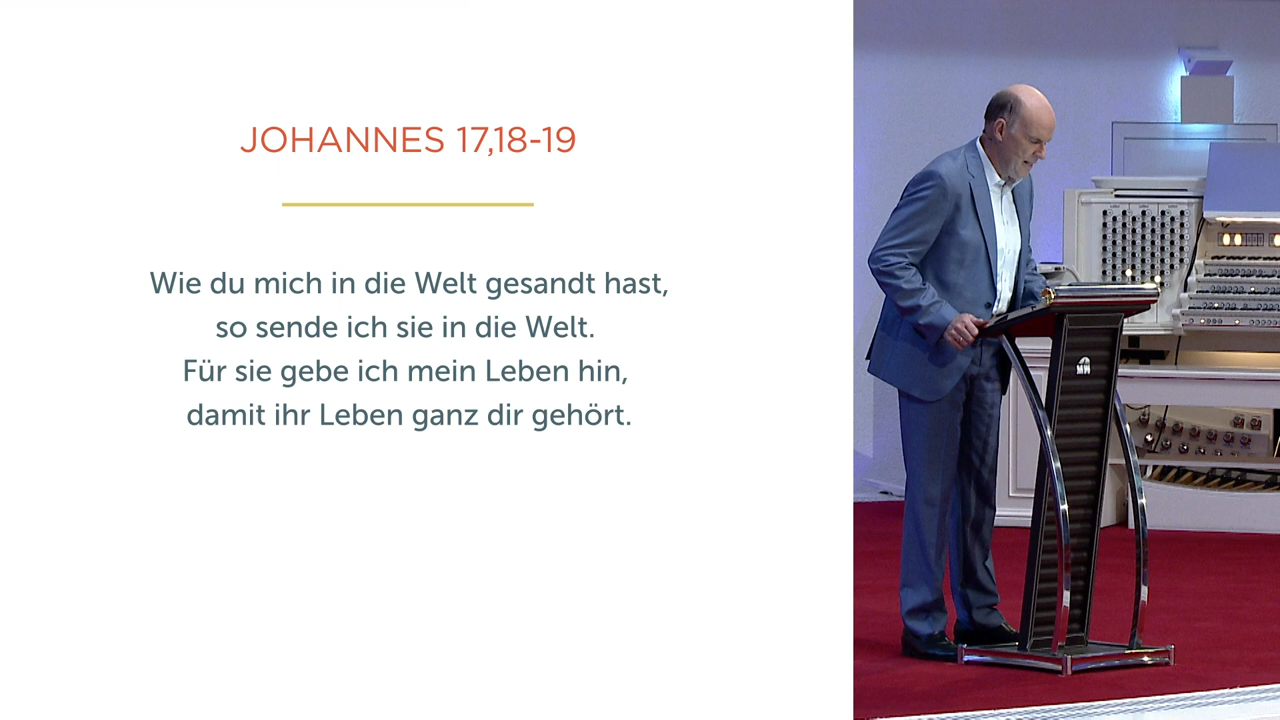 JOHANNES 17,18-19
Wie du mich in die Welt gesandt hast,
so sende ich sie in die Welt.
Für sie gebe ich mein Leben hin,
damit ihr Leben ganz dir gehört.
MW